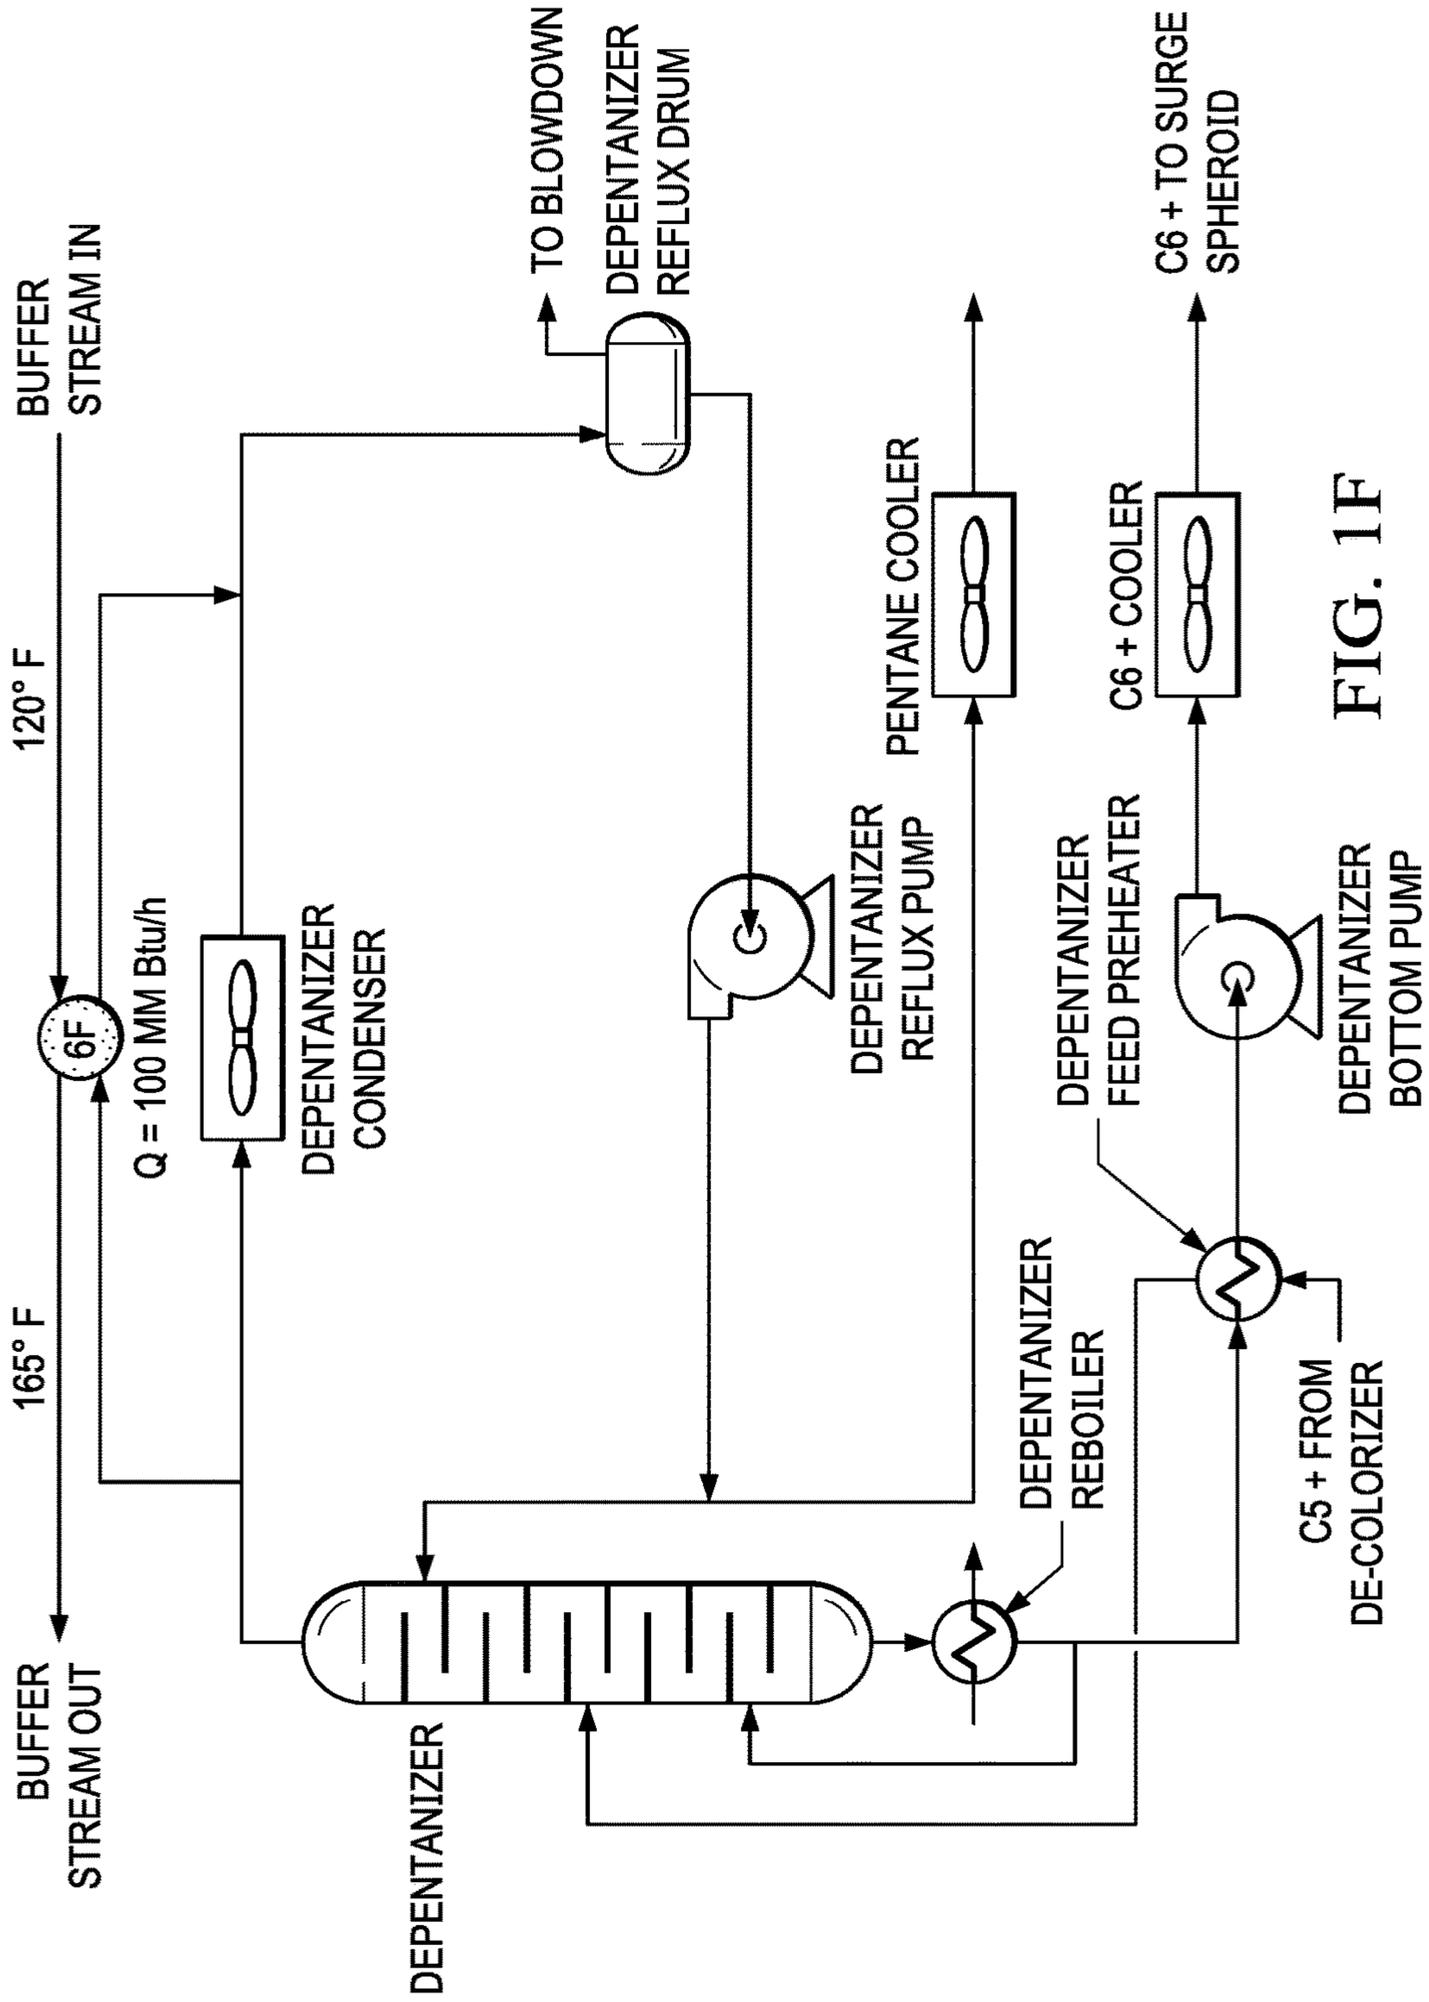 BUFFER
STREAM OUT
165° F
120° F
BUFFER
STREAM IN
6F
Q = 100 MM Btu/h
DEPENTANIZER
CONDENSER
TO BLOWDOWN
DEPENTANIZER
REFLUX DRUM
DEPENTANIZER
DEPENTANIZER
REFLUX PUMP
PENTANE COOLER
DEPENTANIZER
REBOILER
DEPENTANIZER
FEED PREHEATER
C6 + COOLER
C6 + TO SURGE
SPHEROID
C5 + FROM
DE-COLORIZER
DEPENTANIZER
BOTTOM PUMP
FIG. 1F